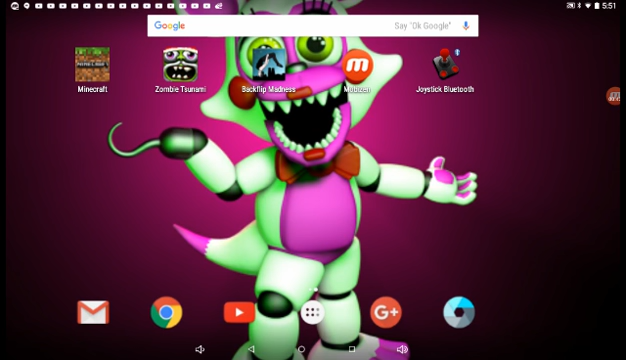 5:51
Google Say "Ok Google"
Minecraft Zombie Tsunami Backflip Madness Mobizen Joystick Bluetooth
G+